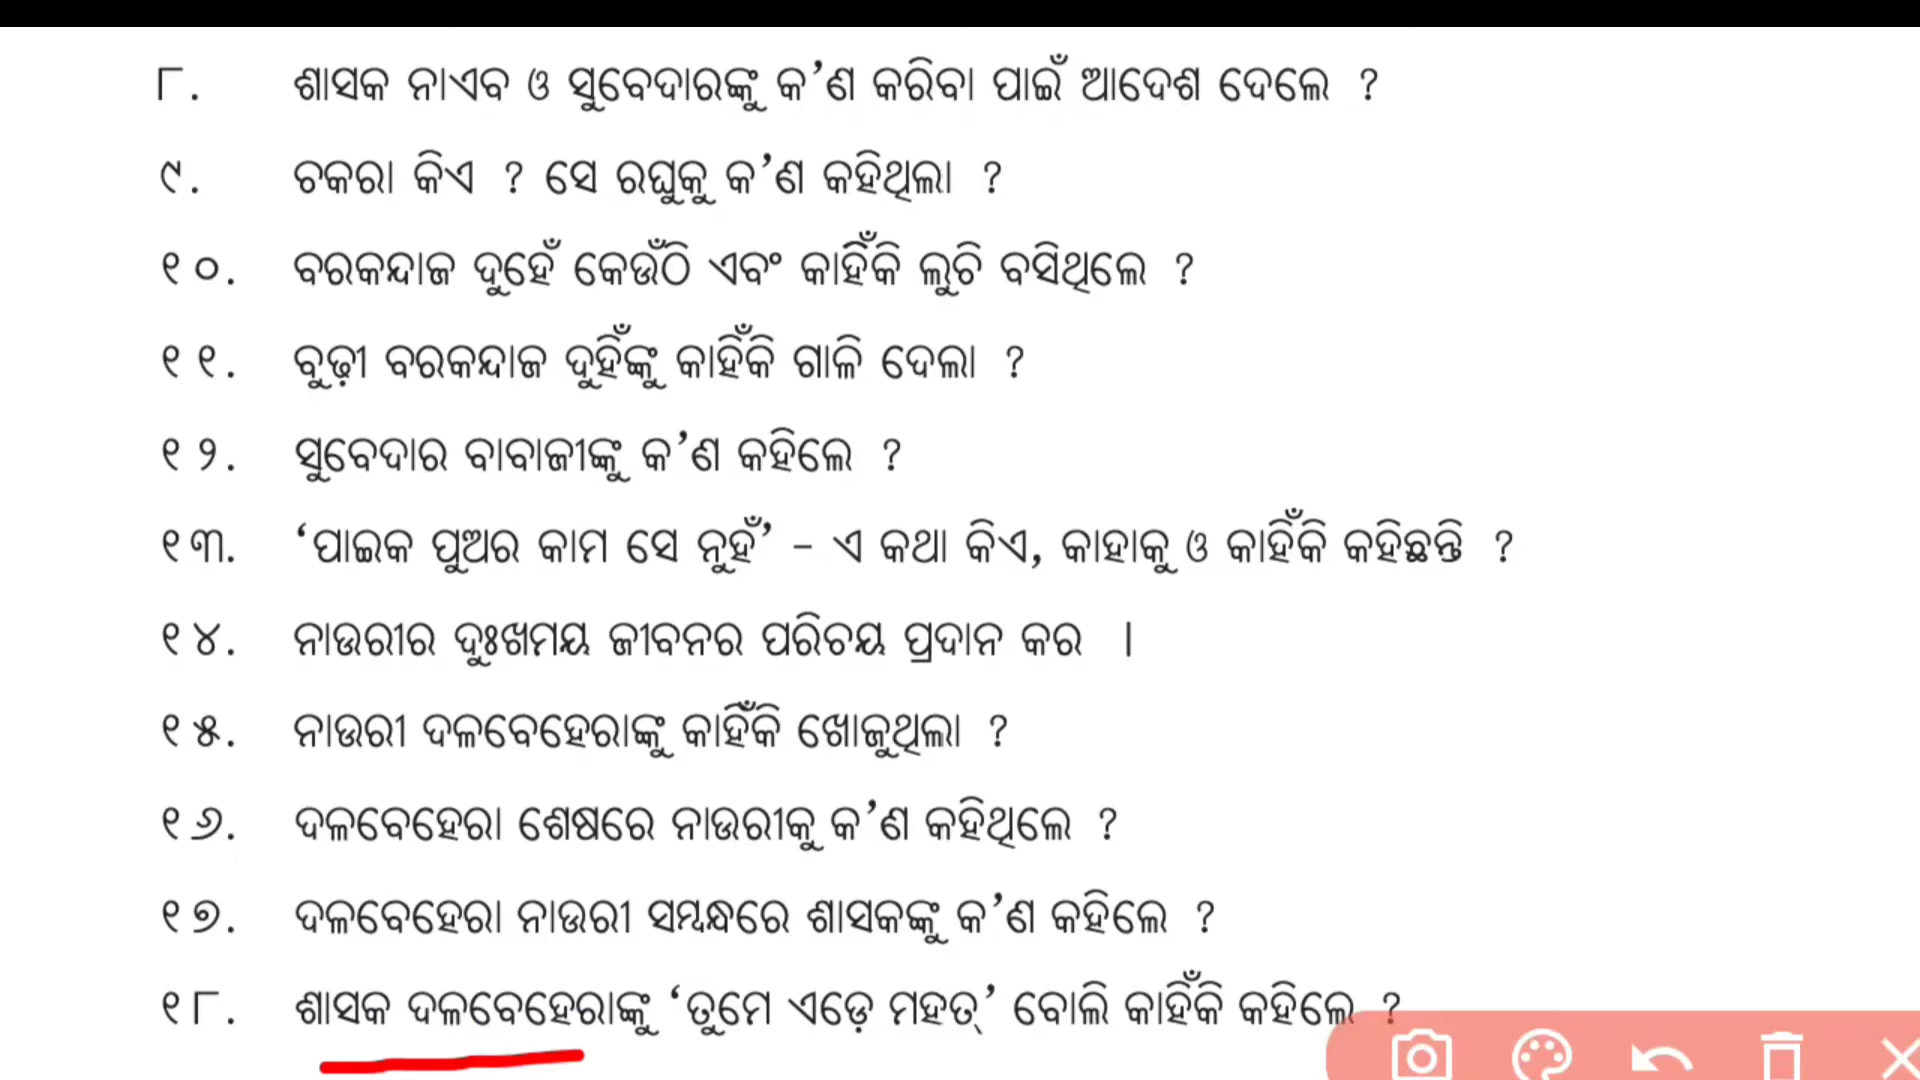 ୮. ଶାସକ ନାଏବ ଓ ସୁବେଦାରଙ୍କୁ କ'ଣ କରିବା ପାଇଁ ଆଦେଶ ଦେଲେ ?
୯. ଚକରା କିଏ ? ସେ ରଘୁକୁ କ'ଣ କହିଥିଲା ?
୧୦. ବରକନ୍ଦାଜ ଦୁହେଁ କେଉଁଠି ଏବଂ କାହିଁକି ଲୁଚି ବସିଥିଲେ ?
୧୧. ବୁଢ଼ୀ ବରକନ୍ଦାଜ ଦୁହିଁଙ୍କୁ କାହିଁକି ଗାଳି ଦେଲା ?
୧୨. ସୁବେଦାର ବାବାଜୀଙ୍କୁ କ'ଣ କହିଲେ ?
୧୩. ‘ପାଇକ ପୁଅର କାମ ସେ ନୁହଁ’ – ଏ କଥା କିଏ, କାହାକୁ ଓ କାହିଁକି କହିଛନ୍ତି ?
୧୪. ନାଉରୀର ଦୁଃଖମୟ ଜୀବନର ପରିଚୟ ପ୍ରଦାନ କର ।
୧୫. ନାଉରୀ ଦଳବେହେରାଙ୍କୁ କାହିଁକି ଖୋଜୁଥିଲା ?
୧୬. ଦଳବେହେରା ଶେଷରେ ନାଉରୀକୁ କ'ଣ କହିଥିଲେ ?
୧୭. ଦଳବେହେରା ନାଉରୀ ସମ୍ବନ୍ଧରେ ଶାସକଙ୍କୁ କ'ଣ କହିଲେ ?
୧୮. ଶାସକ ଦଳବେହେରାଙ୍କୁ ‘ତୁମେ ଏଡ଼େ ମହତ୍’ ବୋଲି କାହିଁକି କହିଲେ ?